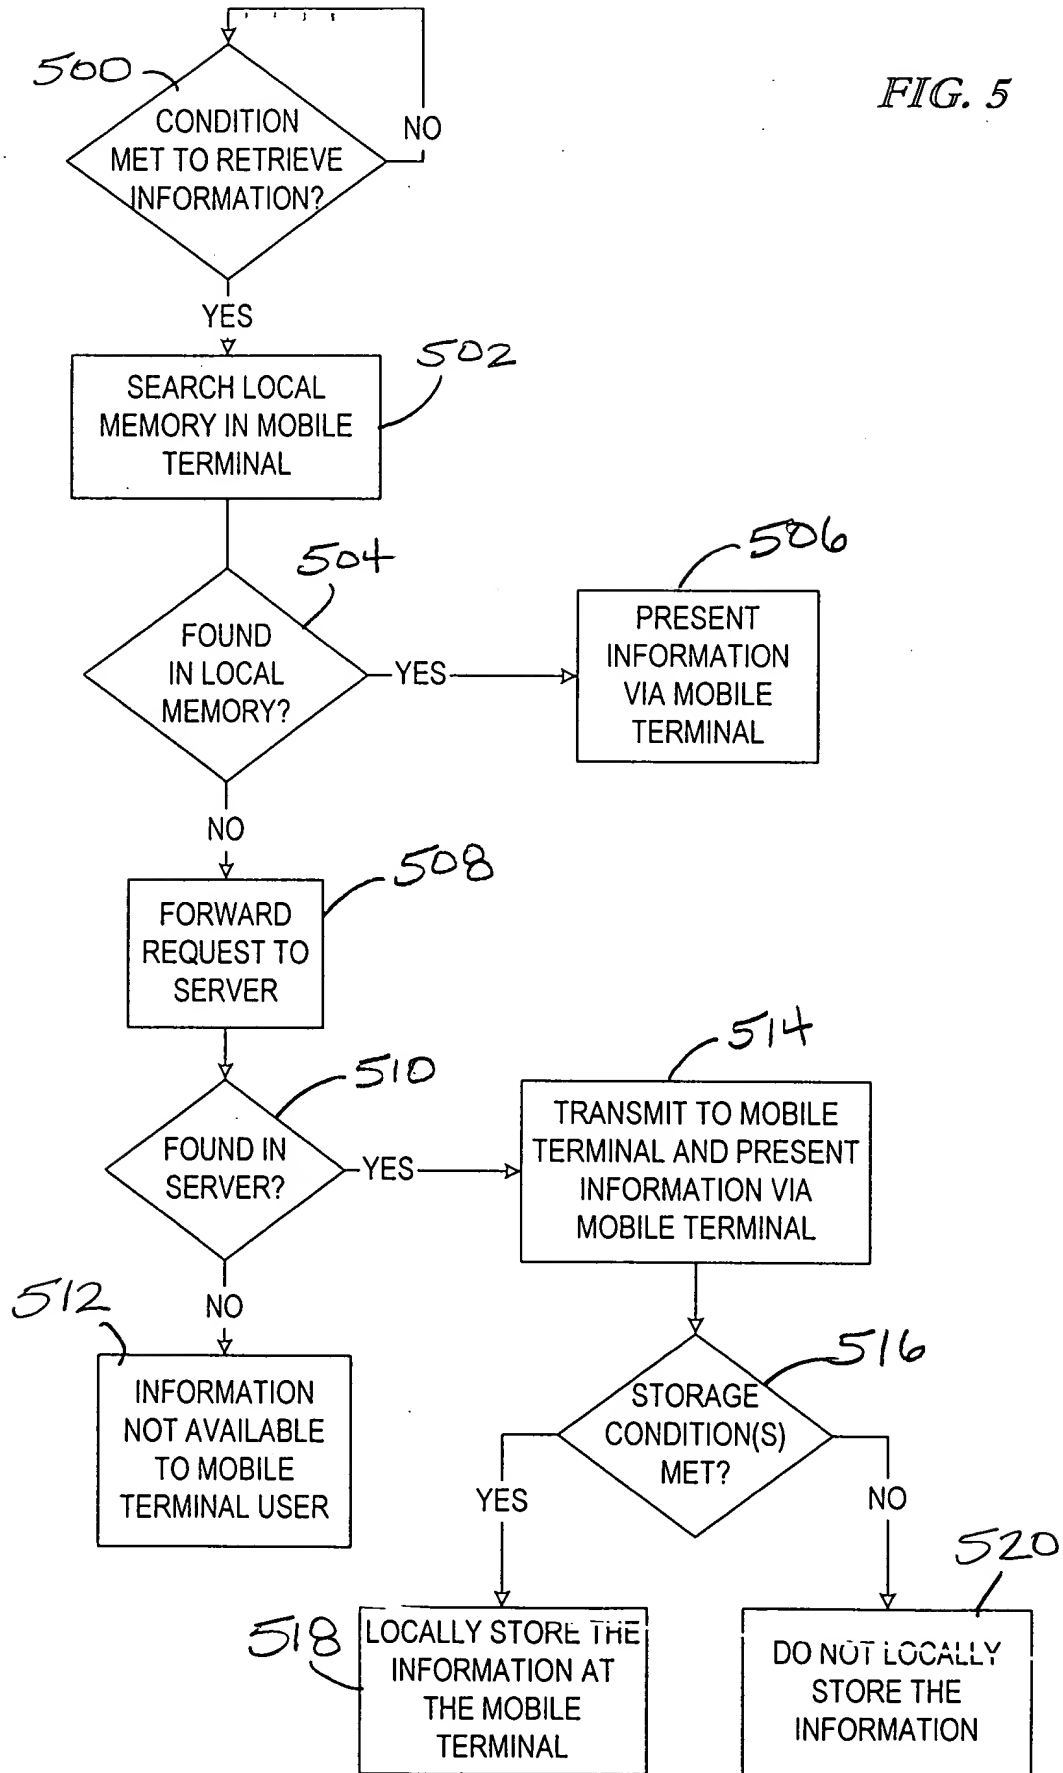 FIG. 5
500
CONDITION
MET TO RETRIEVE
INFORMATION?
NO
YES
502
SEARCH LOCAL
MEMORY IN MOBILE
TERMINAL
504
FOUND
IN LOCAL
MEMORY?
YES
506
PRESENT
INFORMATION
VIA MOBILE
TERMINAL
NO
508
FORWARD
REQUEST TO
SERVER
510
FOUND IN
SERVER?
YES
514
TRANSMIT TO MOBILE
TERMINAL AND PRESENT
INFORMATION VIA
MOBILE TERMINAL
NO
512
INFORMATION
NOT AVAILABLE
TO MOBILE
TERMINAL USER
516
STORAGE
CONDITION(S)
MET?
YES
NO
518
LOCALLY STORE THE
INFORMATION AT
THE MOBILE
TERMINAL
520
DO NOT LOCALLY
STORE THE
INFORMATION